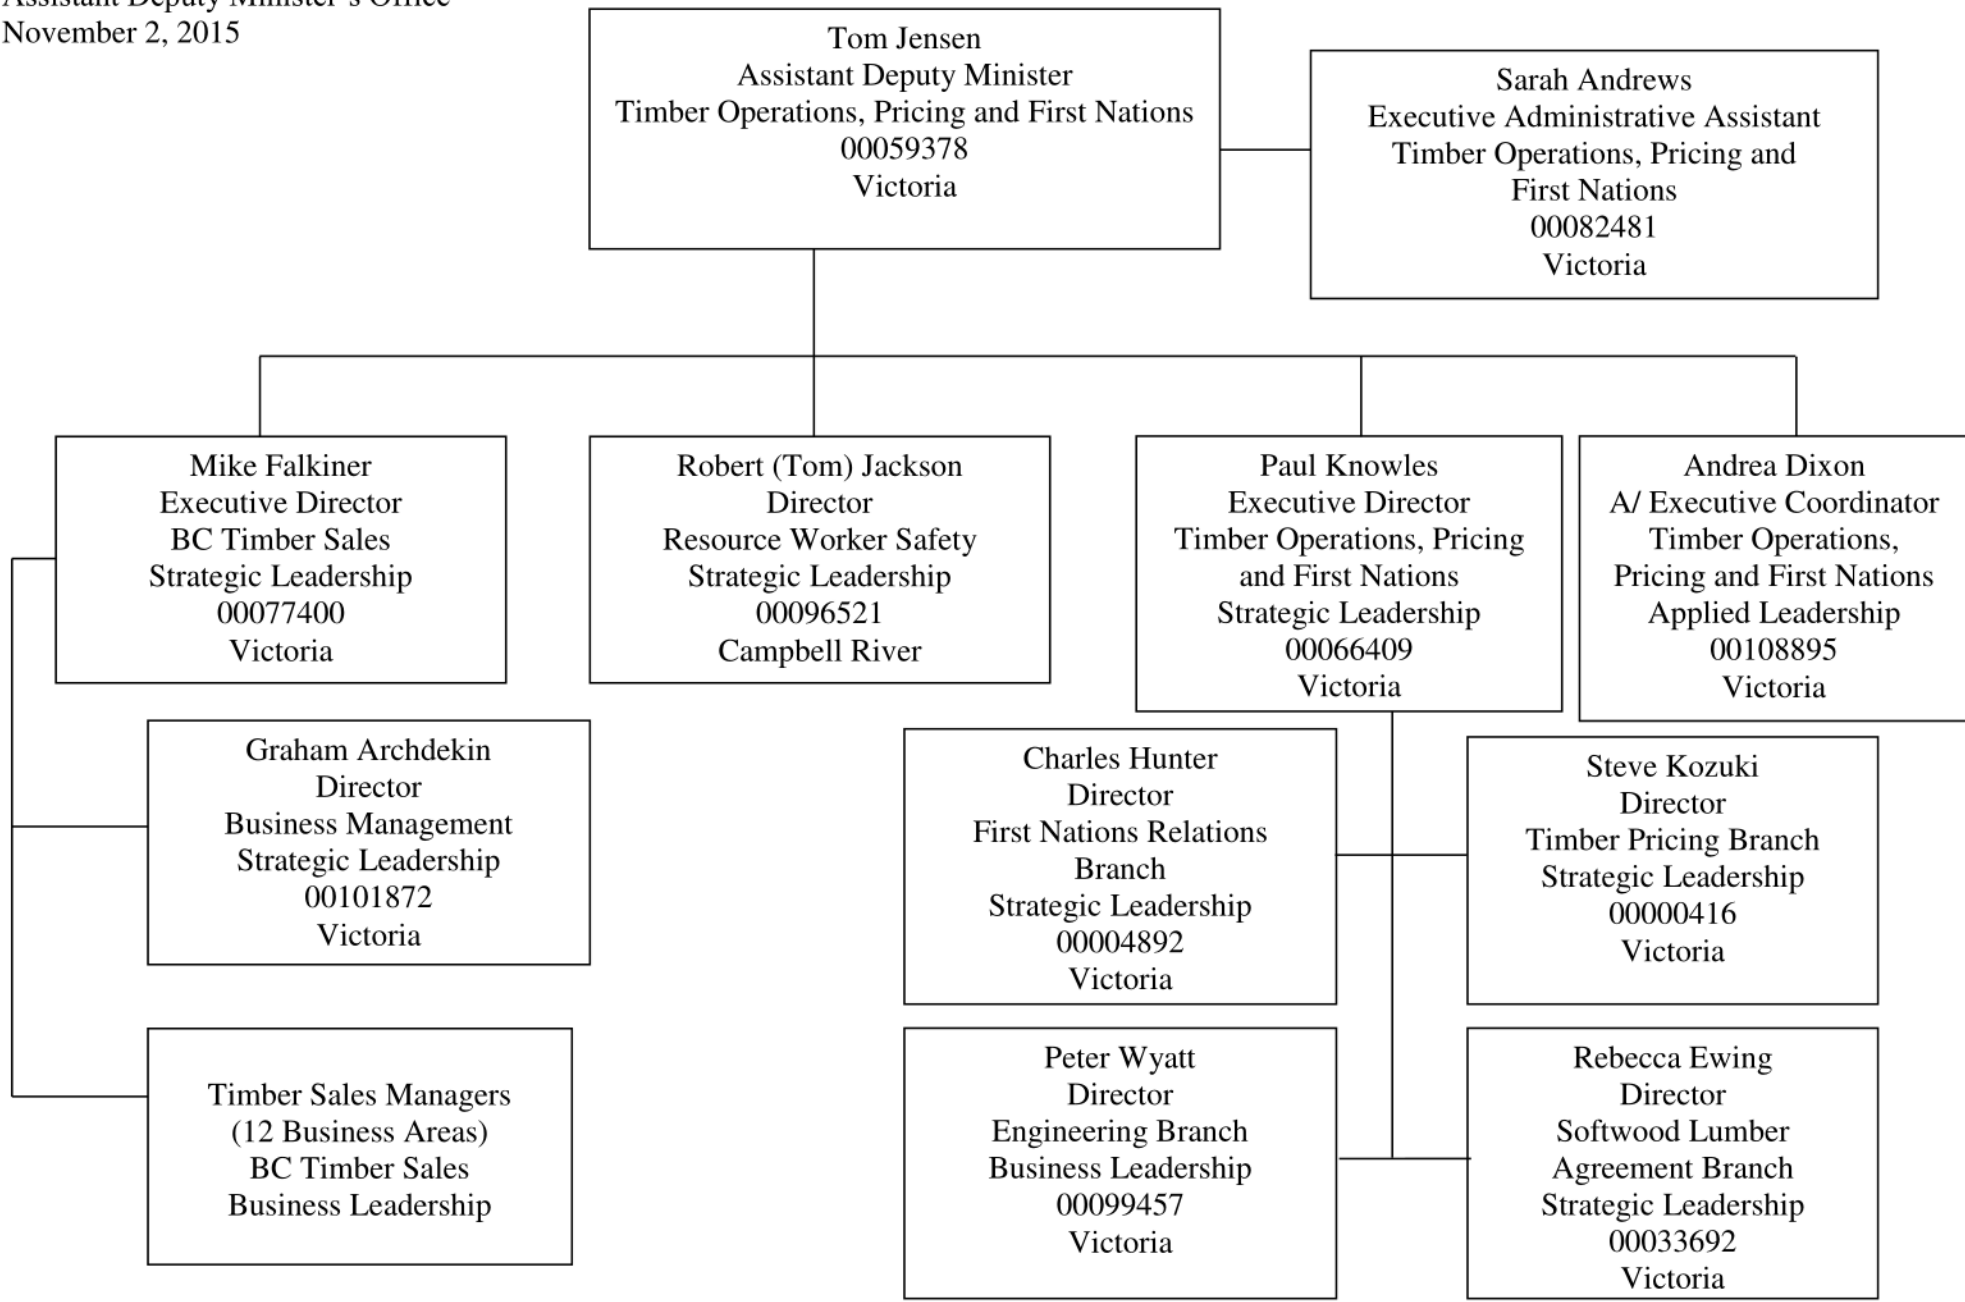 Assistant Deputy Minister's Office
November 2, 2015
Tom Jensen
Assistant Deputy Minister
Timber Operations, Pricing and First Nations
00059378
Victoria
Sarah Andrews
Executive Administrative Assistant
Timber Operations, Pricing and
First Nations
00082481
Victoria
Mike Falkiner
Executive Director
BC Timber Sales
Strategic Leadership
00077400
Victoria
Robert (Tom) Jackson
Director
Resource Worker Safety
Strategic Leadership
00096521
Campbell River
Paul Knowles
Executive Director
Timber Operations, Pricing
and First Nations
Strategic Leadership
00066409
Victoria
Andrea Dixon
A/ Executive Coordinator
Timber Operations,
Pricing and First Nations
Applied Leadership
00108895
Victoria
Graham Archdekin
Director
Business Management
Strategic Leadership
00101872
Victoria
Charles Hunter
Director
First Nations Relations
Branch
Strategic Leadership
00004892
Victoria
Steve Kozuki
Director
Timber Pricing Branch
Strategic Leadership
00000416
Victoria
Timber Sales Managers
(12 Business Areas)
BC Timber Sales
Business Leadership
Peter Wyatt
Director
Engineering Branch
Business Leadership
00099457
Victoria
Rebecca Ewing
Director
Softwood Lumber
Agreement Branch
Strategic Leadership
00033692
Victoria